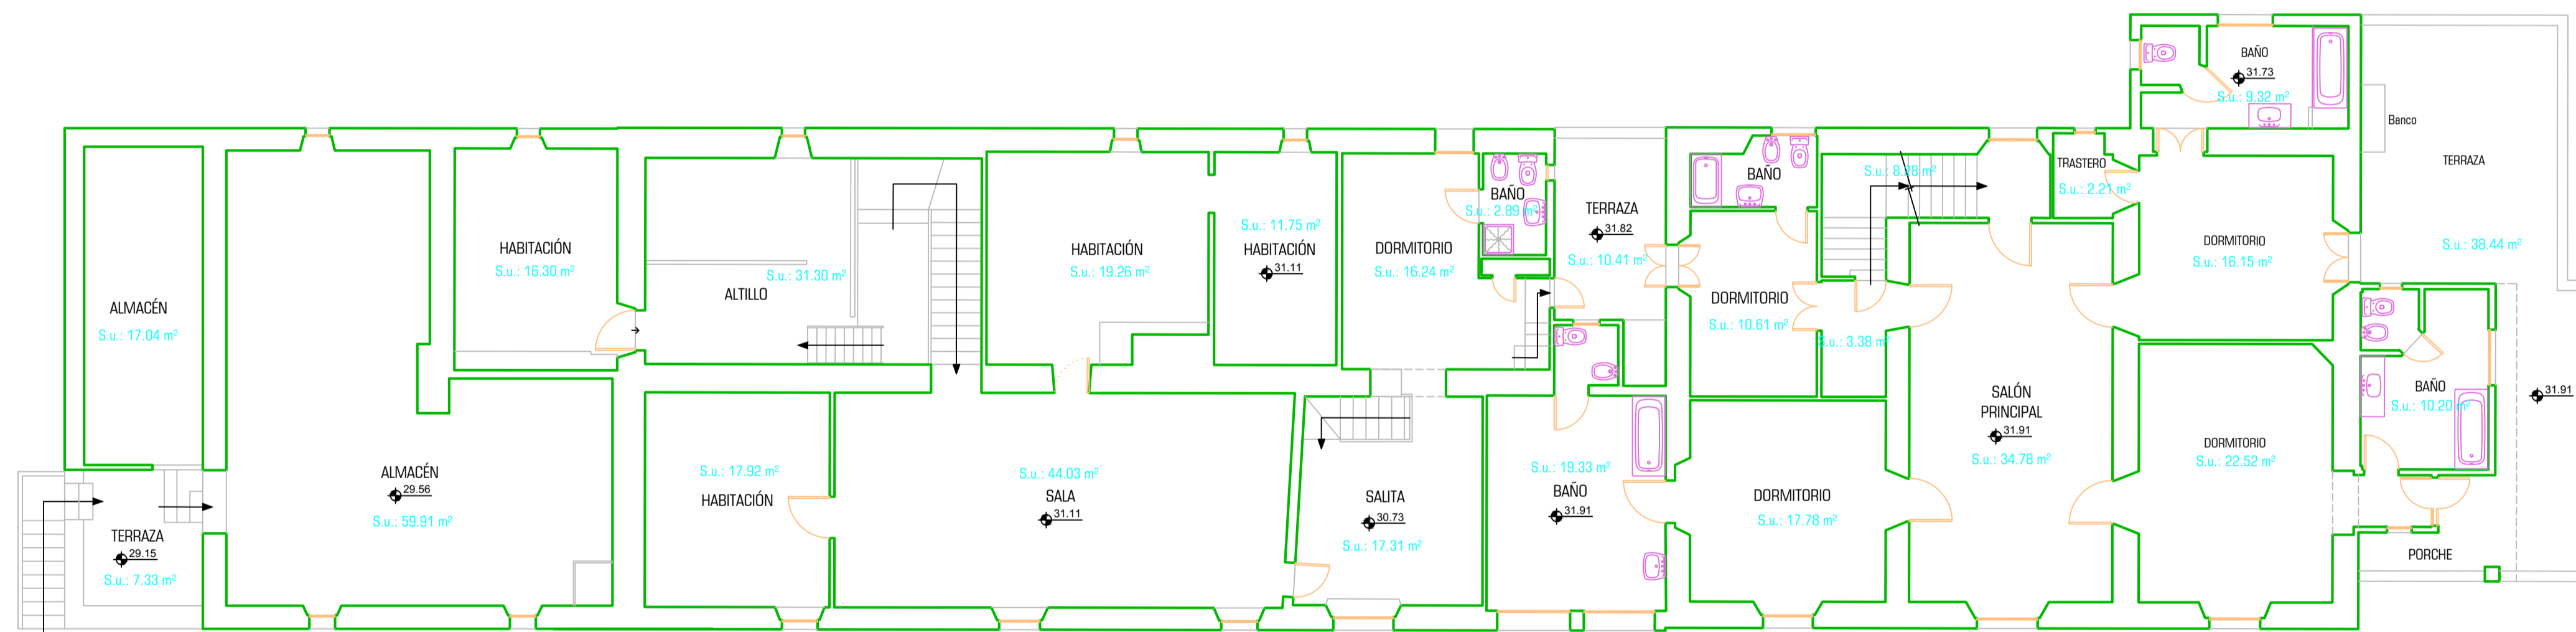 ALMACÉN
S.u.: 17.04 m²
TERRAZA
29.15
S.u.: 7.33 m²
ALMACÉN
29.56
S.u.: 59.91 m²
HABITACIÓN
S.u.: 16.30 m²
S.u.: 31.30 m²
ALTILLO
S.u.: 17.92 m²
HABITACIÓN
HABITACIÓN
S.u.: 19.26 m²
S.u.: 11.75 m²
HABITACIÓN
31.11
S.u.: 44.03 m²
SALA
31.11
DORMITORIO
S.u.: 16.24 m²
BAÑO
S.u.: 2.89 m²
SALITA
30.73
S.u.: 17.31 m²
TERRAZA
31.82
S.u.: 10.41 m²
S.u.: 19.33 m²
BAÑO
31.91
BAÑO
DORMITORIO
S.u.: 10.61 m²
S.u.: 8.28 m²
S.u.: 3.38 m²
DORMITORIO
S.u.: 17.78 m²
SALÓN
PRINCIPAL
31.91
S.u.: 34.78 m²
TRASTERO
S.u.: 2.21 m²
BAÑO
31.73
S.u.: 9.32 m²
DORMITORIO
S.u.: 16.15 m²
DORMITORIO
S.u.: 22.52 m²
Banco
TERRAZA
S.u.: 38.44 m²
BAÑO
S.u.: 10.20 m²
31.91
PORCHE